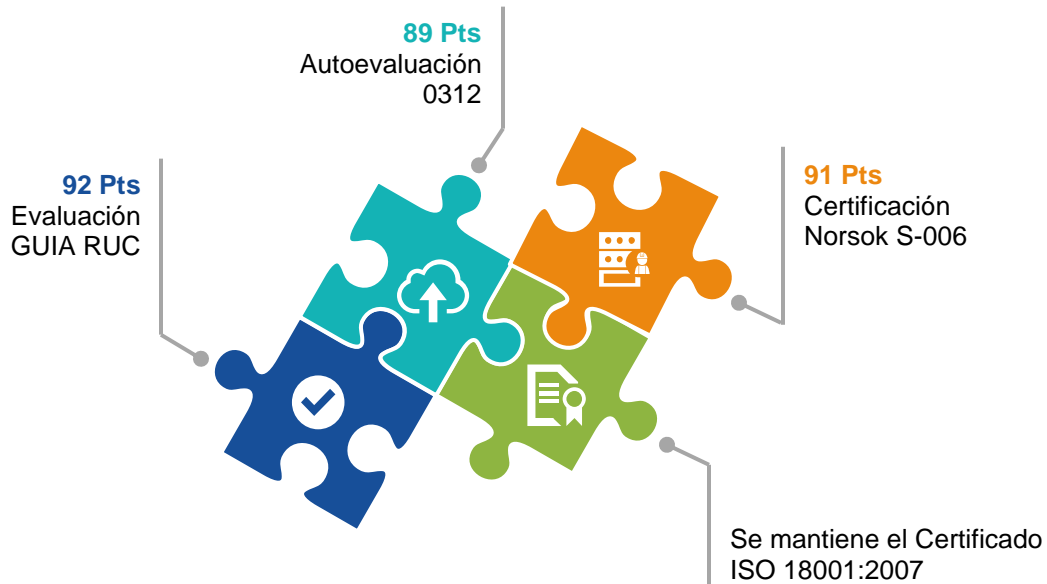 89 Pts
Autoevaluación
0312
92 Pts
Evaluación
GUIA RUC
91 Pts
Certificación
Norsok S-006
Se mantiene el Certificado
ISO 18001:2007